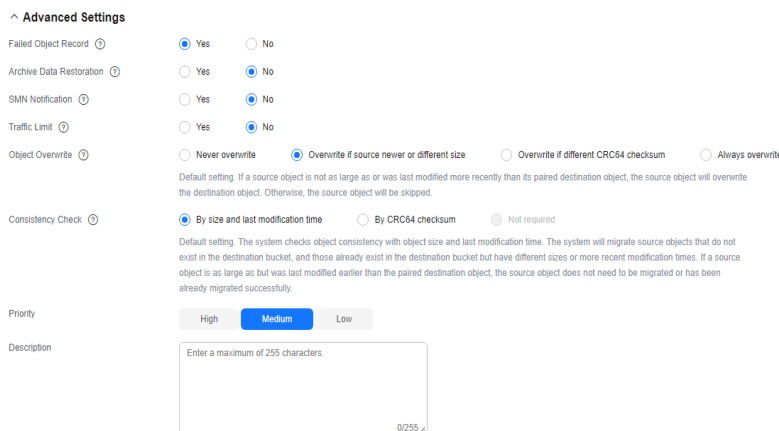 Advanced Settings
Failed Object Record ? Yes No
Archive Data Restoration ? Yes No
SMN Notification ? Yes No
Traffic Limit ? Yes No
Object Overwrite ? Never overwrite Overwrite if source newer or different size Overwrite if different CRC64 checksum Always overwrite
Default setting. If a source object is not as large as or was last modified more recently than its paired destination object, the source object will overwrite
the destination object. Otherwise, the source object will be skipped.
Consistency Check ? By size and last modification time By CRC64 checksum Not required
Default setting. The system checks object consistency with object size and last modification time. The system will migrate source objects that do not
exist in the destination bucket, and those already exist in the destination bucket but have different sizes or more recent modification times. If a source
object is as large as but was last modified earlier than the paired destination object, the source object does not need to be migrated or has been
already migrated successfully.
Priority High Medium Low
Description Enter a maximum of 255 characters.
0/255